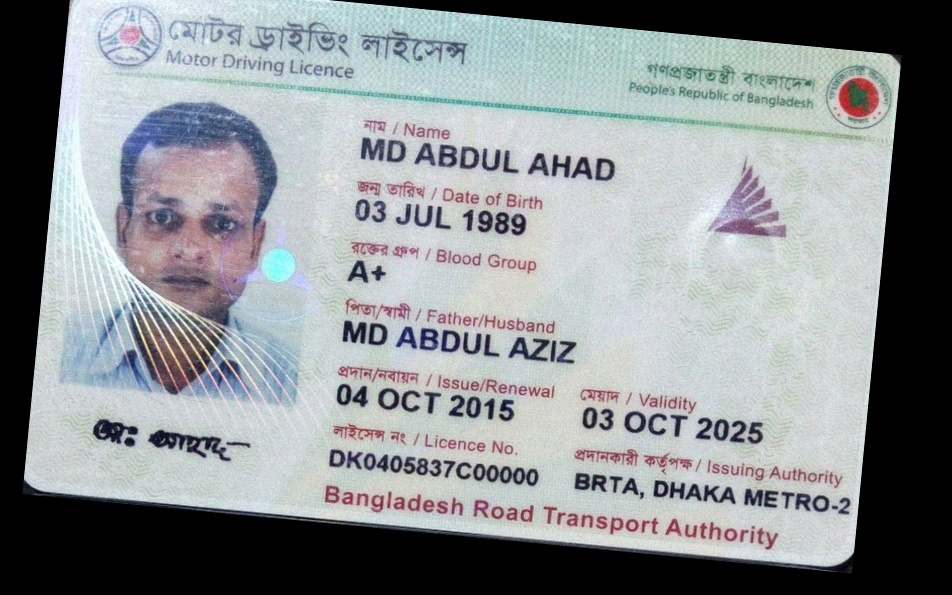 মোটর ড্রাইভিং লাইসেন্স
Motor Driving Licence
গণপ্রজাতন্ত্রী বাংলাদেশ
People's Republic of Bangladesh
নাম / Name
MD ABDUL AHAD
জন্ম তারিখ / Date of Birth
03 JUL 1989
রক্তের গ্রুপ / Blood Group
A+
পিতা/স্বামী / Father/Husband
MD ABDUL AZIZ
প্রদান/নবায়ন / Issue/Renewal
04 OCT 2015
মেয়াদ / Validity
03 OCT 2025
লাইসেন্স নং / Licence No.
DK0405837C00000
প্রদানকারী কর্তৃপক্ষ / Issuing Authority
BRTA, DHAKA METRO-2
Bangladesh Road Transport Authority